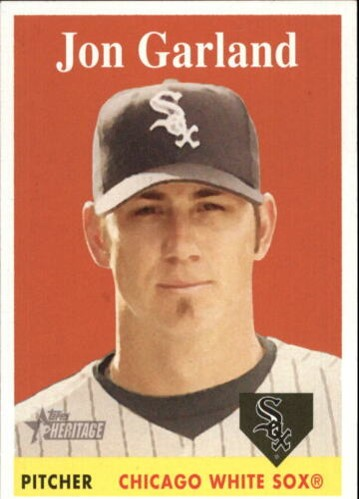 Jon Garland
Sox
Topps
HERITAGE
Sox
PITCHER CHICAGO WHITE SOX®